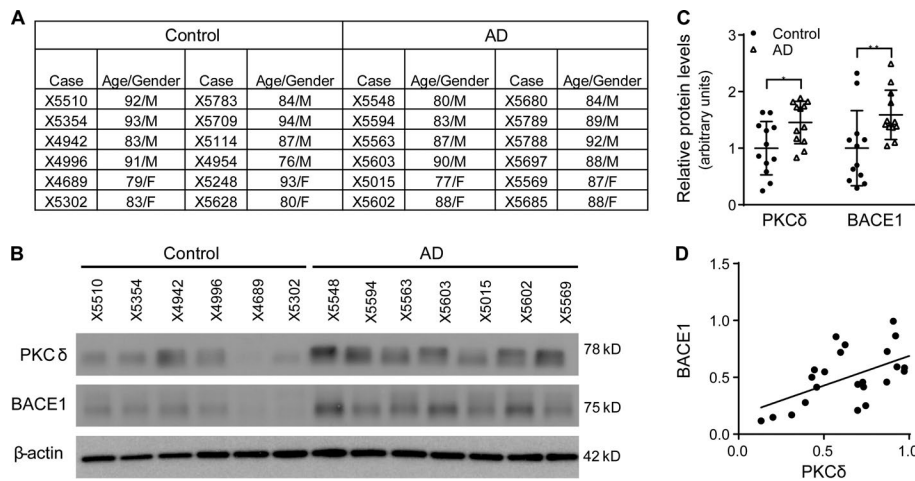 A
Control AD
Case Age/Gender Case Age/Gender Case Age/Gender Case Age/Gender
X5510 92/M X5783 84/M X5548 80/M X5680 84/M
X5354 93/M X5709 94/M X5594 83/M X5789 89/M
X4942 83/M X5114 87/M X5563 87/M X5788 92/M
X4996 91/M X4954 76/M X5603 90/M X5697 88/M
X4689 79/F X5248 93/F X5015 77/F X5569 87/F
X5302 83/F X5628 80/F X5602 88/F X5685 88/F
B
Control AD
X5510 X5354 X4942 X4996 X4689 X5302 X5548 X5594 X5563 X5603 X5015 X5602 X5569
PKCδ 78 kD
BACE1 75 kD
β-actin 42 kD
C
Control
AD
Relative protein levels
(arbitrary units)
3
2
1
0
* **
PKCδ BACE1
D
BACE1
1.5
1.0
0.5
0.0
0.0 0.5 1.0
PKCδ